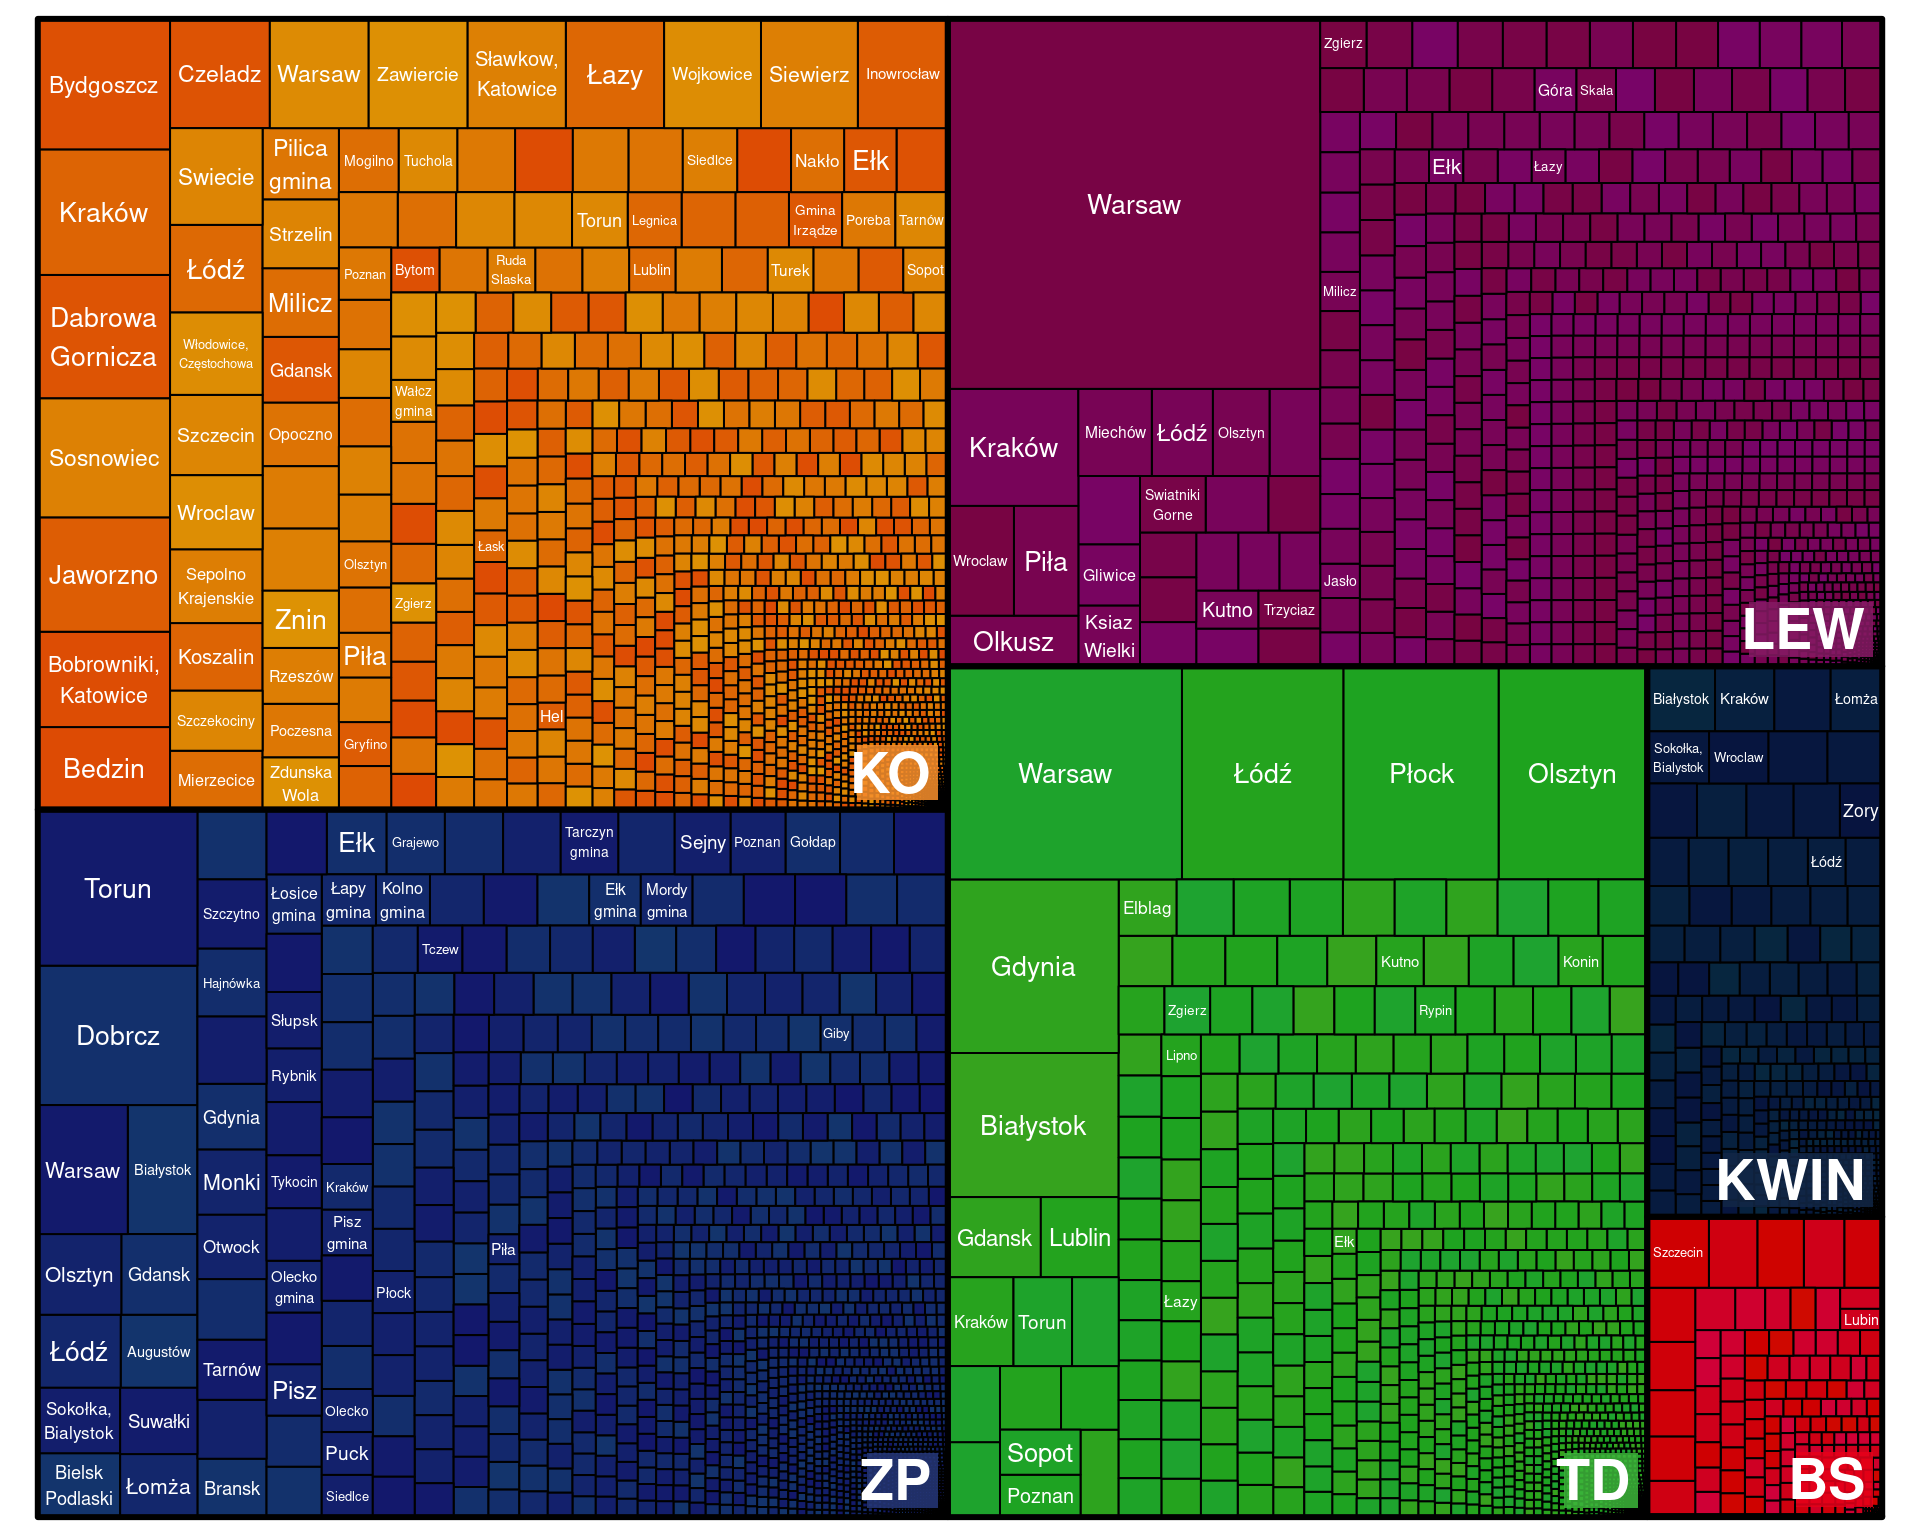 Bydgoszcz
Czeladz
Warsaw
Zawiercie
Sławkow,
Katowice
Łazy
Wojkowice
Siewierz
Inowrocław
Kraków
Swiecie
Pilica
gmina
Mogilno
Tuchola
Siedlce
Nakło
Ełk
Strzelin
Torun
Legnica
Gmina
Irządze
Poreba
Tarnów
Dabrowa
Gornicza
Łódź
Milicz
Poznan
Bytom
Ruda
Slaska
Lublin
Turek
Sopot
Włodowice,
Częstochowa
Gdansk
Wałcz
gmina
Sosnowiec
Szczecin
Opoczno
Wroclaw
Łask
Jaworzno
Sepolno
Krajenskie
Olsztyn
Znin
Zgierz
Bobrowniki,
Katowice
Koszalin
Rzeszów
Piła
Szczekociny
Poczesna
Gryfino
Hel
Bedzin
Mierzecice
Zdunska
Wola
KO
Warsaw
Zgierz
Góra
Skała
Ełk
Łazy
Milicz
Kraków
Miechów
Łódź
Olsztyn
Swiatniki
Gorne
Wroclaw
Piła
Gliwice
Jasło
Ksiaz
Wielki
Kutno
Trzyciaz
Olkusz
LEW
Torun
Szczytno
Ełk
Grajewo
Tarczyn
gmina
Sejny
Poznan
Gołdap
Łosice
gmina
Łapy
gmina
Kolno
gmina
Ełk
gmina
Mordy
gmina
Tczew
Hajnówka
Dobrcz
Słupsk
Giby
Rybnik
Gdynia
Warsaw
Białystok
Monki
Tykocin
Kraków
Pisz
gmina
Otwock
Piła
Olsztyn
Gdansk
Olecko
gmina
Płock
Łódź
Augustów
Tarnów
Pisz
Olecko
Sokołka,
Bialystok
Suwałki
Puck
Bielsk
Podlaski
Łomża
Bransk
Siedlce
ZP
Warsaw
Łódź
Płock
Olsztyn
Gdynia
Elblag
Kutno
Konin
Zgierz
Rypin
Lipno
Białystok
Gdansk
Lublin
Ełk
Łazy
Kraków
Torun
Sopot
Poznan
TD
Białystok
Kraków
Łomża
Sokołka,
Bialystok
Wroclaw
Zory
Łódź
KWIN
Szczecin
Lubin
BS